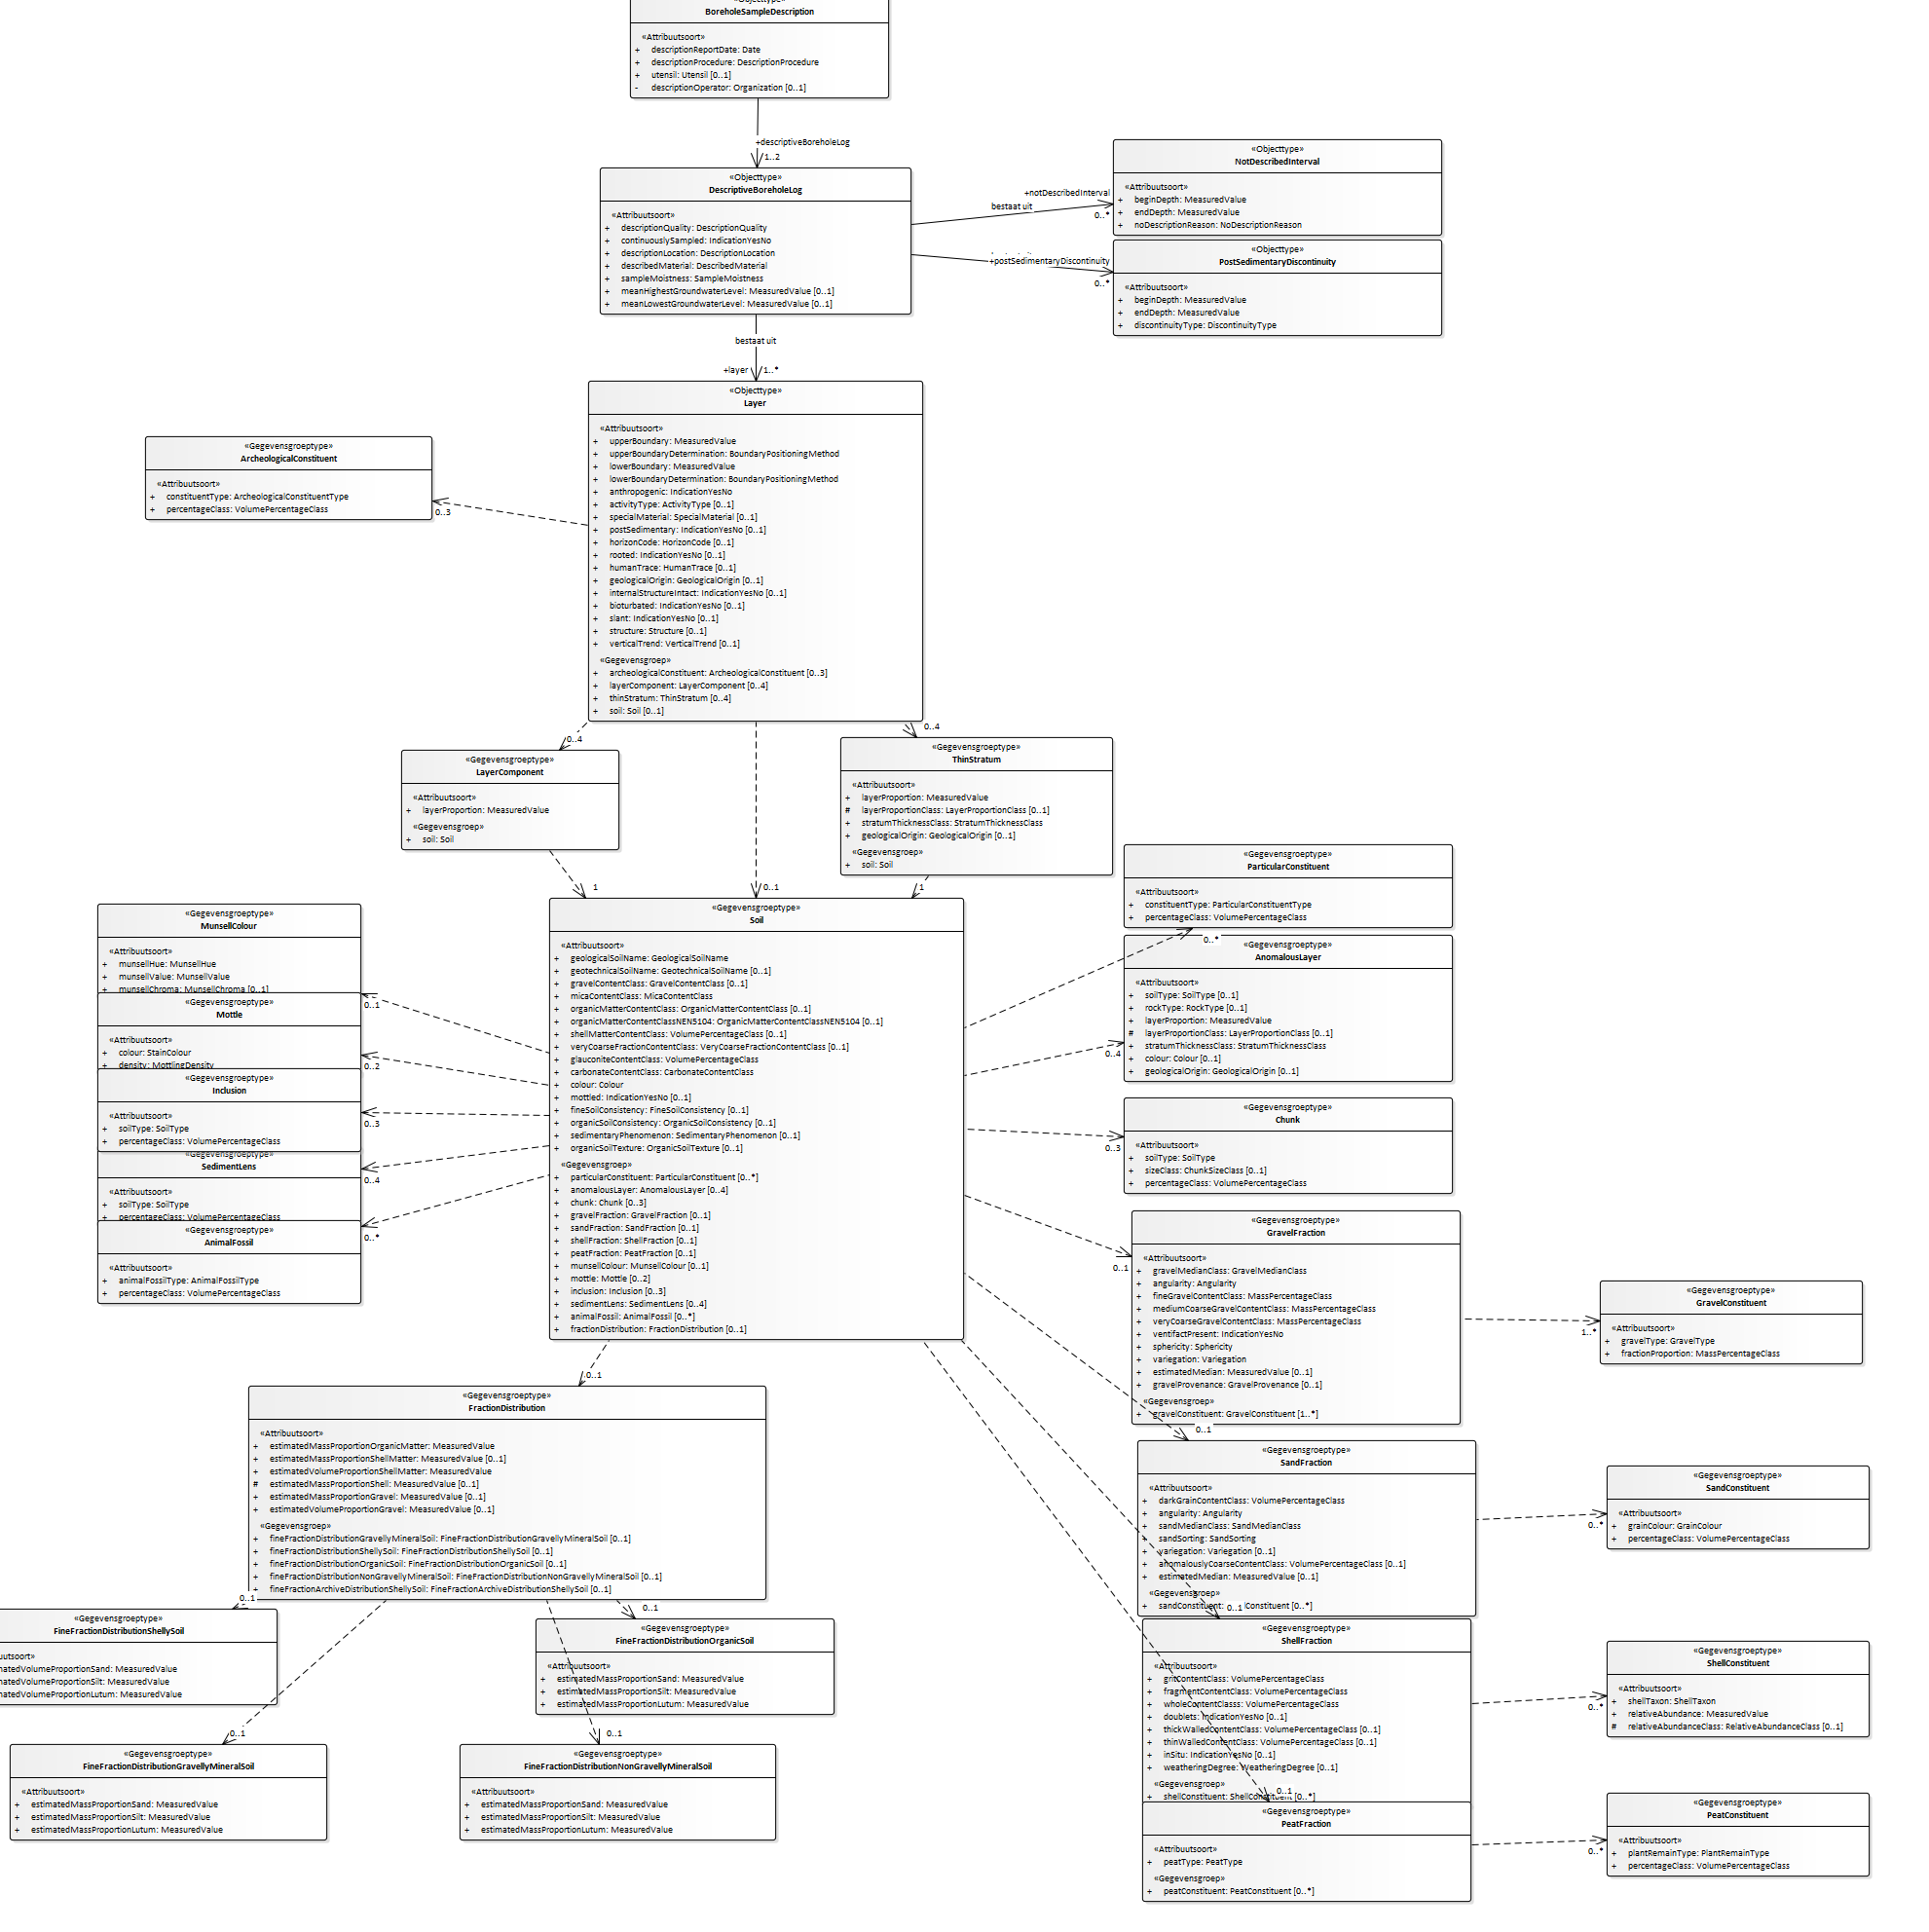 «Objecttype»
BoreholeSampleDescription
«Attribuutsoort»
+ descriptionReportDate: Date
+ descriptionProcedure: DescriptionProcedure
+ utensil: Utensil [0..1]
- descriptionOperator: Organization [0..1]
+descriptiveBoreholeLog
1..2
«Objecttype»
DescriptiveBoreholeLog
«Attribuutsoort»
+ descriptionQuality: DescriptionQuality
+ continuouslySampled: IndicationYesNo
+ descriptionLocation: DescriptionLocation
+ describedMaterial: DescribedMaterial
+ sampleMoistness: SampleMoistness
+ meanHighestGroundwaterLevel: MeasuredValue [0..1]
+ meanLowestGroundwaterLevel: MeasuredValue [0..1]
+notDescribedInterval
bestaat uit
0..*
«Objecttype»
NotDescribedInterval
«Attribuutsoort»
+ beginDepth: MeasuredValue
+ endDepth: MeasuredValue
+ noDescriptionReason: NoDescriptionReason
+postSedimentaryDiscontinuity
0..*
«Objecttype»
PostSedimentaryDiscontinuity
«Attribuutsoort»
+ beginDepth: MeasuredValue
+ endDepth: MeasuredValue
+ discontinuityType: DiscontinuityType
bestaat uit
+layer 1..*
«Objecttype»
Layer
«Attribuutsoort»
+ upperBoundary: MeasuredValue
+ upperBoundaryDetermination: BoundaryPositioningMethod
+ lowerBoundary: MeasuredValue
+ lowerBoundaryDetermination: BoundaryPositioningMethod
+ anthropogenic: IndicationYesNo
+ activityType: ActivityType [0..1]
+ specialMaterial: SpecialMaterial [0..1]
+ postSedimentary: IndicationYesNo [0..1]
+ horizonCode: HorizonCode [0..1]
+ rooted: IndicationYesNo [0..1]
+ humanTrace: HumanTrace [0..1]
+ geologicalOrigin: GeologicalOrigin [0..1]
+ internalStructureIntact: IndicationYesNo [0..1]
+ bioturbated: IndicationYesNo [0..1]
+ slant: IndicationYesNo [0..1]
+ structure: Structure [0..1]
+ verticalTrend: VerticalTrend [0..1]
«Gegevensgroep»
+ archeologicalConstituent: ArcheologicalConstituent [0..3]
+ layerComponent: LayerComponent [0..4]
+ thinStratum: ThinStratum [0..4]
+ soil: Soil [0..1]
«Gegevensgroeptype»
ArcheologicalConstituent
«Attribuutsoort»
+ constituentType: ArcheologicalConstituentType
+ percentageClass: VolumePercentageClass
0..3
0..4
0..4
«Gegevensgroeptype»
LayerComponent
«Attribuutsoort»
+ layerProportion: MeasuredValue
«Gegevensgroep»
+ soil: Soil
«Gegevensgroeptype»
ThinStratum
«Attribuutsoort»
+ layerProportion: MeasuredValue
# layerProportionClass: LayerProportionClass [0..1]
+ stratumThicknessClass: StratumThicknessClass
+ geologicalOrigin: GeologicalOrigin [0..1]
«Gegevensgroep»
+ soil: Soil
1
0..1
1
«Gegevensgroeptype»
Soil
«Attribuutsoort»
+ geologicalSoilName: GeologicalSoilName
+ geotechnicalSoilName: GeotechnicalSoilName [0..1]
+ gravelContentClass: GravelContentClass [0..1]
+ micaContentClass: MicaContentClass
+ organicMatterContentClass: OrganicMatterContentClass [0..1]
+ organicMatterContentClassNEN5104: OrganicMatterContentClassNEN5104 [0..1]
+ shellMatterContentClass: VolumePercentageClass [0..1]
+ veryCoarseFractionContentClass: VeryCoarseFractionContentClass [0..1]
+ glauconiteContentClass: VolumePercentageClass
+ carbonateContentClass: CarbonateContentClass
+ colour: Colour
+ mottled: IndicationYesNo [0..1]
+ fineSoilConsistency: FineSoilConsistency [0..1]
+ organicSoilConsistency: OrganicSoilConsistency [0..1]
+ sedimentaryPhenomenon: SedimentaryPhenomenon [0..1]
+ organicSoilTexture: OrganicSoilTexture [0..1]
«Gegevensgroep»
+ particularConstituent: ParticularConstituent [0..*]
+ anomalousLayer: AnomalousLayer [0..4]
+ chunk: Chunk [0..3]
+ gravelFraction: GravelFraction [0..1]
+ sandFraction: SandFraction [0..1]
+ shellFraction: ShellFraction [0..1]
+ peatFraction: PeatFraction [0..1]
+ munsellColour: MunsellColour [0..1]
+ mottle: Mottle [0..2]
+ inclusion: Inclusion [0..3]
+ sedimentLens: SedimentLens [0..4]
+ animalFossil: AnimalFossil [0..*]
+ fractionDistribution: FractionDistribution [0..1]
«Gegevensgroeptype»
MunsellColour
«Attribuutsoort»
+ munsellHue: MunsellHue
+ munsellValue: MunsellValue
+ munsellChroma: MunsellChroma [0..1]
0..1
«Gegevensgroeptype»
Mottle
«Attribuutsoort»
+ colour: StainColour
+ density: MottlingDensity
0..2
«Gegevensgroeptype»
Inclusion
«Attribuutsoort»
+ soilType: SoilType
+ percentageClass: VolumePercentageClass
0..3
«Gegevensgroeptype»
SedimentLens
«Attribuutsoort»
+ soilType: SoilType
+ percentageClass: VolumePercentageClass
0..4
«Gegevensgroeptype»
AnimalFossil
«Attribuutsoort»
+ animalFossilType: AnimalFossilType
+ percentageClass: VolumePercentageClass
0..*
«Gegevensgroeptype»
ParticularConstituent
«Attribuutsoort»
+ constituentType: ParticularConstituentType
+ percentageClass: VolumePercentageClass
0..*
«Gegevensgroeptype»
AnomalousLayer
«Attribuutsoort»
+ soilType: SoilType [0..1]
+ rockType: RockType [0..1]
+ layerProportion: MeasuredValue
# layerProportionClass: LayerProportionClass [0..1]
+ stratumThicknessClass: StratumThicknessClass
+ colour: Colour [0..1]
+ geologicalOrigin: GeologicalOrigin [0..1]
0..4
«Gegevensgroeptype»
Chunk
«Attribuutsoort»
+ soilType: SoilType
+ sizeClass: ChunkSizeClass [0..1]
+ percentageClass: VolumePercentageClass
0..3
«Gegevensgroeptype»
GravelFraction
«Attribuutsoort»
+ gravelMedianClass: GravelMedianClass
+ angularity: Angularity
+ fineGravelContentClass: MassPercentageClass
+ mediumCoarseGravelContentClass: MassPercentageClass
+ veryCoarseGravelContentClass: MassPercentageClass
+ ventifactPresent: IndicationYesNo
+ sphericity: Sphericity
+ variegation: Variegation
+ estimatedMedian: MeasuredValue [0..1]
+ gravelProvenance: GravelProvenance [0..1]
«Gegevensgroep»
+ gravelConstituent: GravelConstituent [1..*]
0..1
«Gegevensgroeptype»
GravelConstituent
«Attribuutsoort»
+ gravelType: GravelType
+ fractionProportion: MassPercentageClass
1..*
0..1
«Gegevensgroeptype»
SandFraction
«Attribuutsoort»
+ darkGrainContentClass: VolumePercentageClass
+ angularity: Angularity
+ sandMedianClass: SandMedianClass
+ sandSorting: SandSorting
+ variegation: Variegation [0..1]
+ anomalouslyCoarseContentClass: VolumePercentageClass [0..1]
+ estimatedMedian: MeasuredValue [0..1]
«Gegevensgroep»
+ sandConstituent: Constituent [0..*]
0..1
«Gegevensgroeptype»
SandConstituent
«Attribuutsoort»
+ grainColour: GrainColour
+ percentageClass: VolumePercentageClass
0..*
«Gegevensgroeptype»
ShellFraction
«Attribuutsoort»
+ gritContentClass: VolumePercentageClass
+ fragmentContentClass: VolumePercentageClass
+ wholeContentClasss: VolumePercentageClass
+ doublets: IndicationYesNo [0..1]
+ thickWalledContentClass: VolumePercentageClass [0..1]
+ thinWalledContentClass: VolumePercentageClass [0..1]
+ inSitu: IndicationYesNo [0..1]
+ weatheringDegree: WeatheringDegree [0..1]
«Gegevensgroep»
+ shellConstituent: ShellConstituent [0..*]
0..1
«Gegevensgroeptype»
ShellConstituent
«Attribuutsoort»
+ shellTaxon: ShellTaxon
+ relativeAbundance: MeasuredValue
# relativeAbundanceClass: RelativeAbundanceClass [0..1]
0..*
«Gegevensgroeptype»
PeatFraction
«Attribuutsoort»
+ peatType: PeatType
«Gegevensgroep»
+ peatConstituent: PeatConstituent [0..*]
«Gegevensgroeptype»
PeatConstituent
«Attribuutsoort»
+ plantRemainType: PlantRemainType
+ percentageClass: VolumePercentageClass
0..*
0..1
«Gegevensgroeptype»
FractionDistribution
«Attribuutsoort»
+ estimatedMassProportionOrganicMatter: MeasuredValue
+ estimatedMassProportionShellMatter: MeasuredValue [0..1]
+ estimatedVolumeProportionShellMatter: MeasuredValue
# estimatedMassProportionShell: MeasuredValue [0..1]
+ estimatedMassProportionGravel: MeasuredValue [0..1]
+ estimatedVolumeProportionGravel: MeasuredValue [0..1]
«Gegevensgroep»
+ fineFractionDistributionGravellyMineralSoil: FineFractionDistributionGravellyMineralSoil [0..1]
+ fineFractionDistributionShellySoil: FineFractionDistributionShellySoil [0..1]
+ fineFractionDistributionOrganicSoil: FineFractionDistributionOrganicSoil [0..1]
+ fineFractionDistributionNonGravellyMineralSoil: FineFractionDistributionNonGravellyMineralSoil [0..1]
+ fineFractionArchiveDistributionShellySoil: FineFractionArchiveDistributionShellySoil [0..1]
0..1
«Gegevensgroeptype»
FineFractionDistributionShellySoil
uutsoort»
matedVolumeProportionSand: MeasuredValue
matedVolumeProportionSilt: MeasuredValue
matedVolumeProportionLutum: MeasuredValue
0..1
«Gegevensgroeptype»
FineFractionDistributionOrganicSoil
«Attribuutsoort»
+ estimatedMassProportionSand: MeasuredValue
+ estimatedMassProportionSilt: MeasuredValue
+ estimatedMassProportionLutum: MeasuredValue
0..1
«Gegevensgroeptype»
FineFractionDistributionGravellyMineralSoil
«Attribuutsoort»
+ estimatedMassProportionSand: MeasuredValue
+ estimatedMassProportionSilt: MeasuredValue
+ estimatedMassProportionLutum: MeasuredValue
0..1
«Gegevensgroeptype»
FineFractionDistributionNonGravellyMineralSoil
«Attribuutsoort»
+ estimatedMassProportionSand: MeasuredValue
+ estimatedMassProportionSilt: MeasuredValue
+ estimatedMassProportionLutum: MeasuredValue